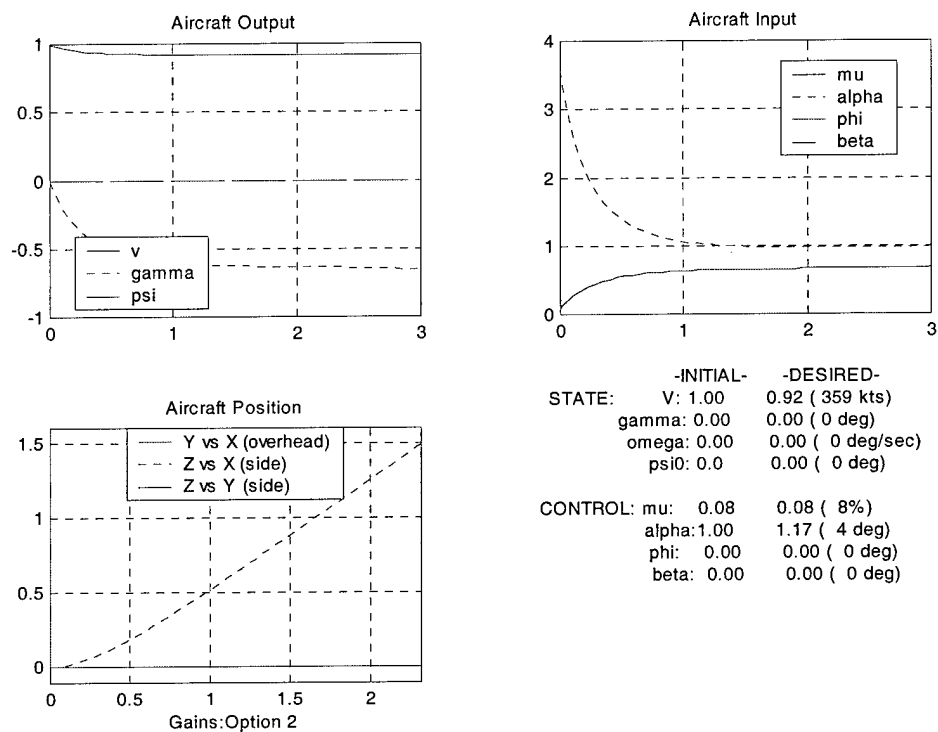 Aircraft Output
1
0.5
0
-0.5
-1
v
gamma
psi
0 1 2 3
Aircraft Input
4
3
2
1
0
mu
alpha
phi
beta
0 1 2 3
Aircraft Position
1.5
1
0.5
0
Y vs X (overhead)
Z vs X (side)
Z vs Y (side)
0 0.5 1 1.5 2
Gains:Option 2
-INITIAL- -DESIRED-
STATE: V: 1.00 0.92 ( 359 kts)
gamma: 0.00 0.00 ( 0 deg)
omega: 0.00 0.00 ( 0 deg/sec)
psi0: 0.0 0.00 ( 0 deg)
CONTROL: mu: 0.08 0.08 ( 8%)
alpha:1.00 1.17 ( 4 deg)
phi: 0.00 0.00 ( 0 deg)
beta: 0.00 0.00 ( 0 deg)